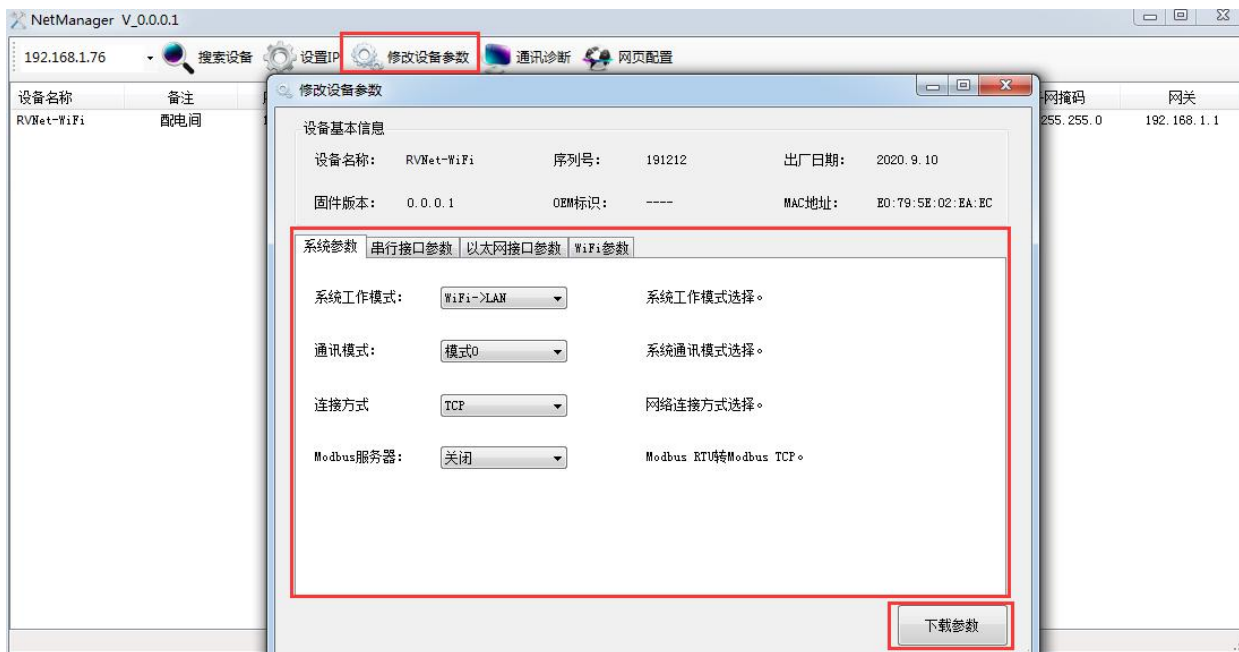 NetManager V_0.0.0.1
192.168.1.76 搜索设备 设置IP 修改设备参数 通讯诊断 网页配置
设备名称 备注 网掩码 网关
RVNet-WiFi 配电间 255.255.0 192.168.1.1
修改设备参数
设备基本信息
设备名称: RVNet-WiFi 序列号: 191212 出厂日期: 2020.9.10
固件版本: 0.0.0.1 OEM标识: ---- MAC地址: E0:79:5E:02:EA:EC
系统参数 串行接口参数 以太网接口参数 WiFi参数
系统工作模式: WiFi->LAN 系统工作模式选择。
通讯模式: 模式0 系统通讯模式选择。
连接方式 TCP 网络连接方式选择。
Modbus服务器: 关闭 Modbus RTU转Modbus TCP。
下载参数